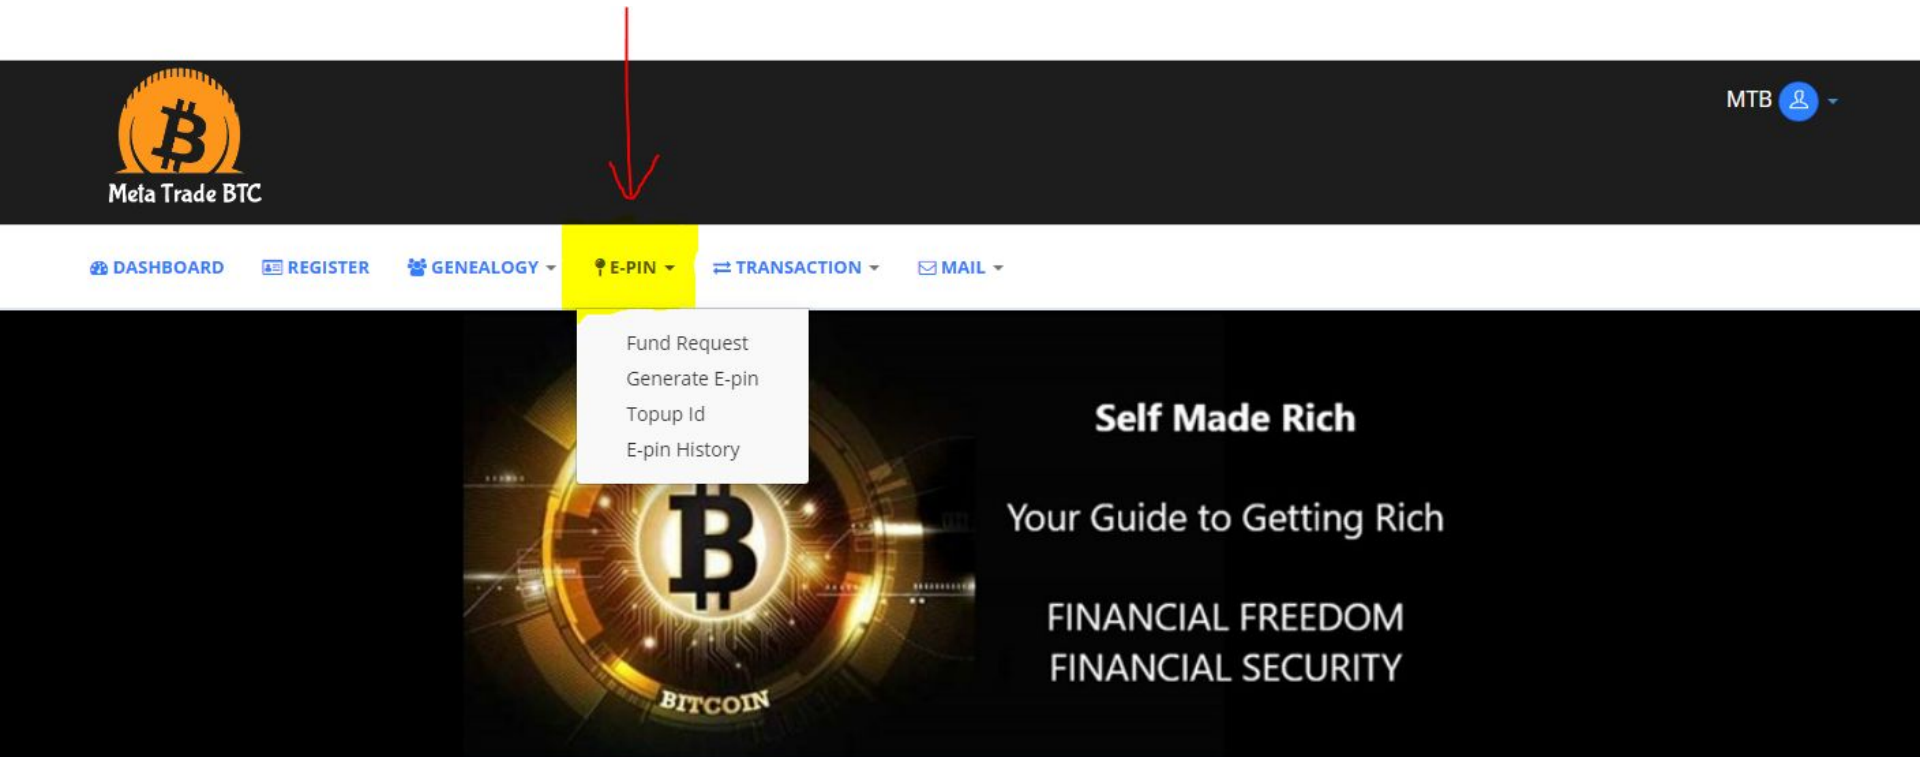 MTB
Meta Trade BTC
DASHBOARD REGISTER GENEALOGY E-PIN TRANSACTION MAIL
Fund Request
Generate E-pin
Topup Id
E-pin History
BITCOIN
Self Made Rich
Your Guide to Getting Rich
FINANCIAL FREEDOM
FINANCIAL SECURITY